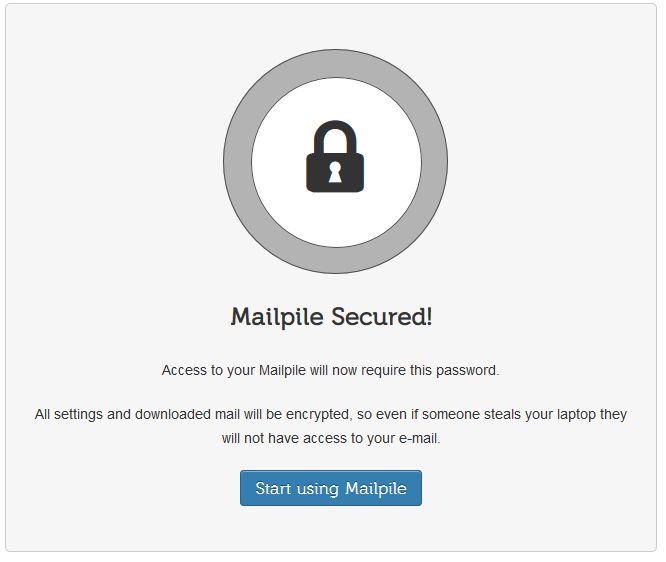 Mailpile Secured!
Access to your Mailpile will now require this password.
All settings and downloaded mail will be encrypted, so even if someone steals your laptop they
will not have access to your e-mail.
Start using Mailpile